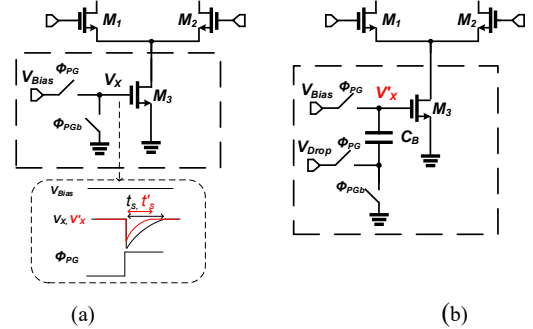 M1
M2
VX
VBias
ΦPG
M3
ΦPGb
VBias
tS, t'S
VX, V'X
ΦPG
(a)
M1
M2
VBias
ΦPG
V'X
M3
CB
VDrop
ΦPG
ΦPGb
(b)